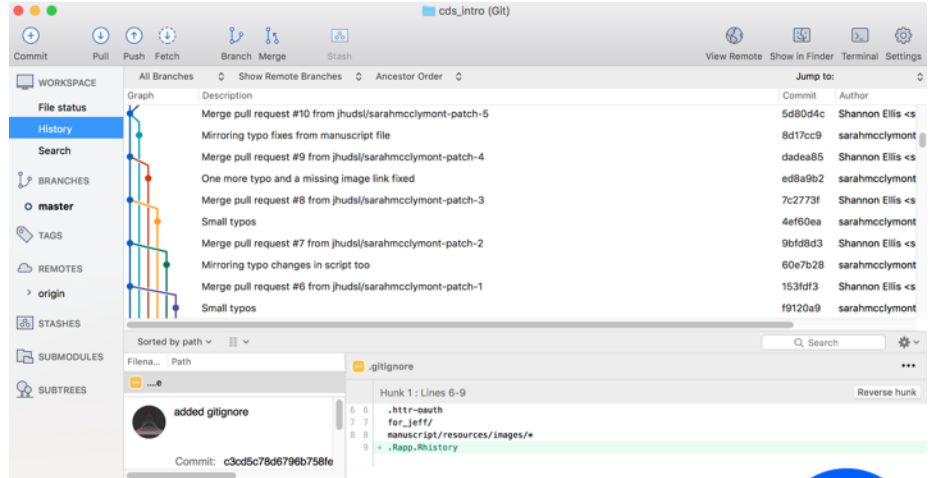 cds_intro (Git)
Commit Pull Push Fetch Branch Merge Stash View Remote Show in Finder Terminal Settings
WORKSPACE
File status
History
Search
BRANCHES
master
TAGS
REMOTES
origin
STASHES
SUBMODULES
SUBTREES
All Branches Show Remote Branches Ancestor Order Jump to:
Graph Description Commit Author
Merge pull request #10 from jhudsl/sarahmcclymont-patch-5 5d80d4c Shannon Ellis <s
Mirroring typo fixes from manuscript file 8d17cc9 sarahmcclymont
Merge pull request #9 from jhudsl/sarahmcclymont-patch-4 dadea85 Shannon Ellis <s
One more typo and a missing image link fixed ed8a9b2 sarahmcclymont
Merge pull request #8 from jhudsl/sarahmcclymont-patch-3 7c2773f Shannon Ellis <s
Small typos 4ef60ea sarahmcclymont
Merge pull request #7 from jhudsl/sarahmcclymont-patch-2 9bfd8d3 Shannon Ellis <s
Mirroring typo changes in script too 60e7b28 sarahmcclymont
Merge pull request #6 from jhudsl/sarahmcclymont-patch-1 153fdf3 Shannon Ellis <s
Small typos f9120a9 sarahmcclymont
Sorted by path Search
Filena... Path
....e
added gitignore
Commit: c3cd5c78d6796b758fe
.gitignore
Hunk 1 : Lines 6-9 Reverse hunk
6 6 .httr-oauth
7 7 for_jeff/
8 8 manuscript/resources/images/*
9 + .Rapp.Rhistory